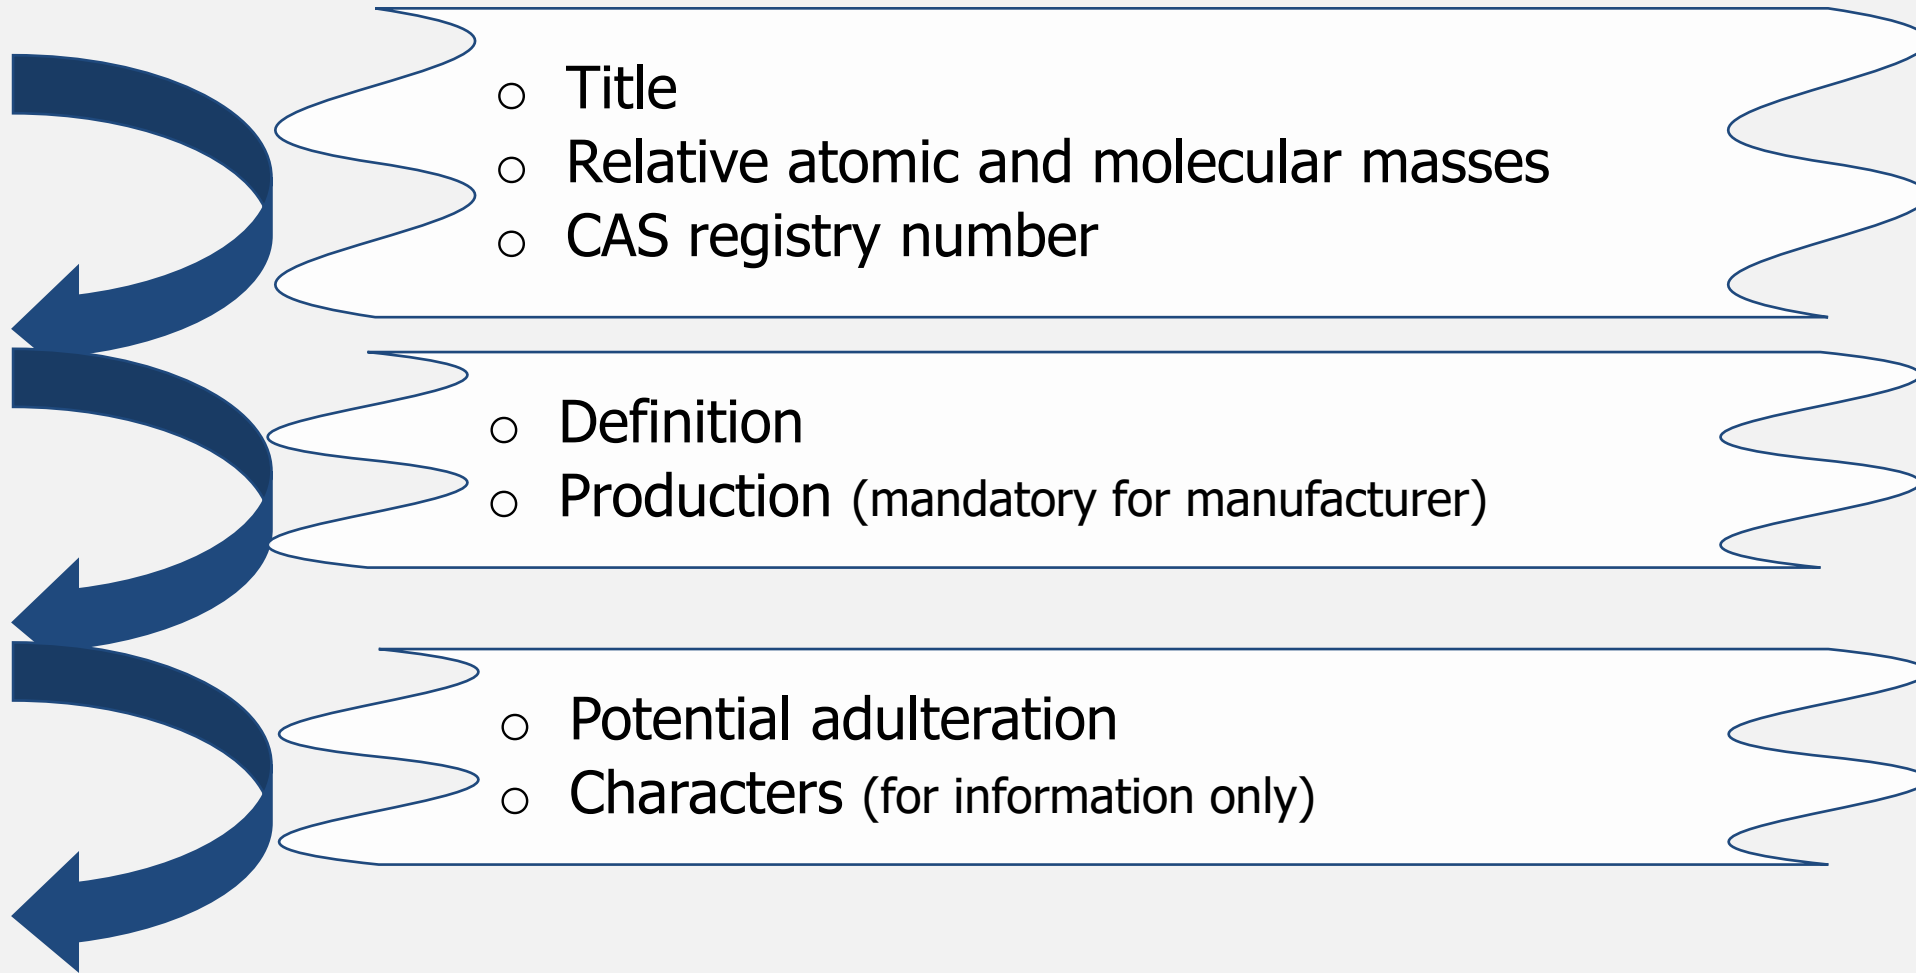 ○ Title
○ Relative atomic and molecular masses
○ CAS registry number
○ Definition
○ Production (mandatory for manufacturer)
○ Potential adulteration
○ Characters (for information only)